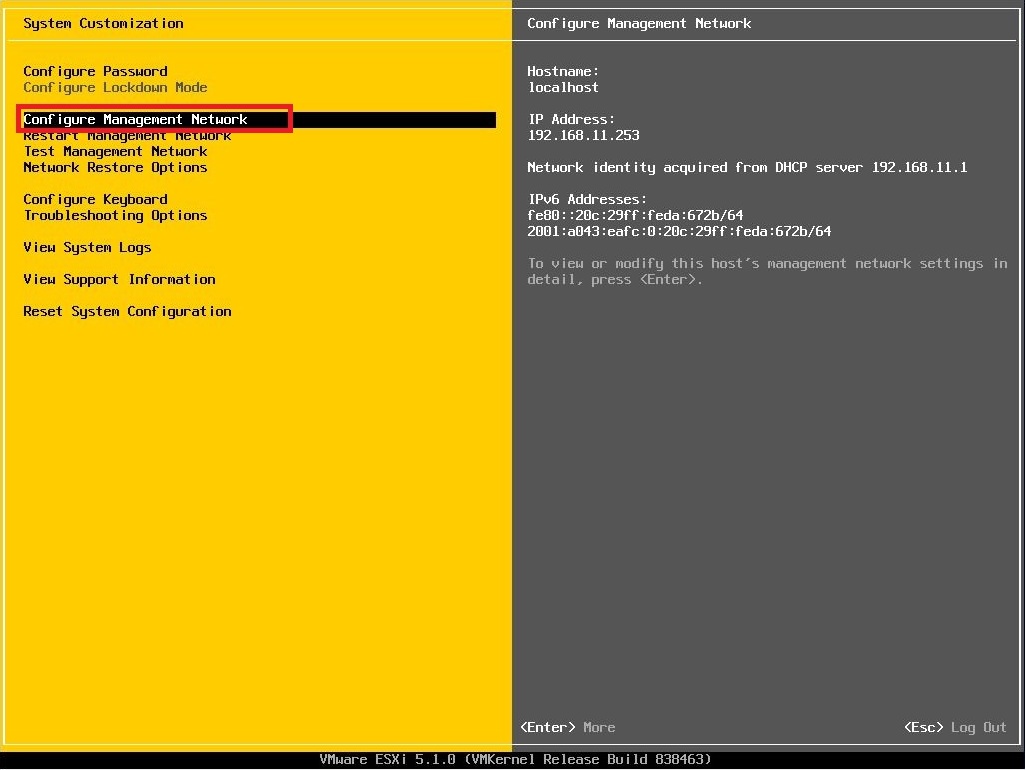 System Customization
Configure Password
Configure Lockdown Mode
Configure Management Network
Restart Management Network
Test Management Network
Network Restore Options
Configure Keyboard
Troubleshooting Options
View System Logs
View Support Information
Reset System Configuration
Configure Management Network
Hostname:
localhost
IP Address:
192.168.11.253
Network identity acquired from DHCP server 192.168.11.1
IPv6 Addresses:
fe80::20c:29ff:feda:672b/64
2001:a043:eafc:0:20c:29ff:feda:672b/64
To view or modify this host's management network settings in
detail, press <Enter>.
<Enter> More
<Esc> Log Out
VMware ESXi 5.1.0 (VMKernel Release Build 838463)